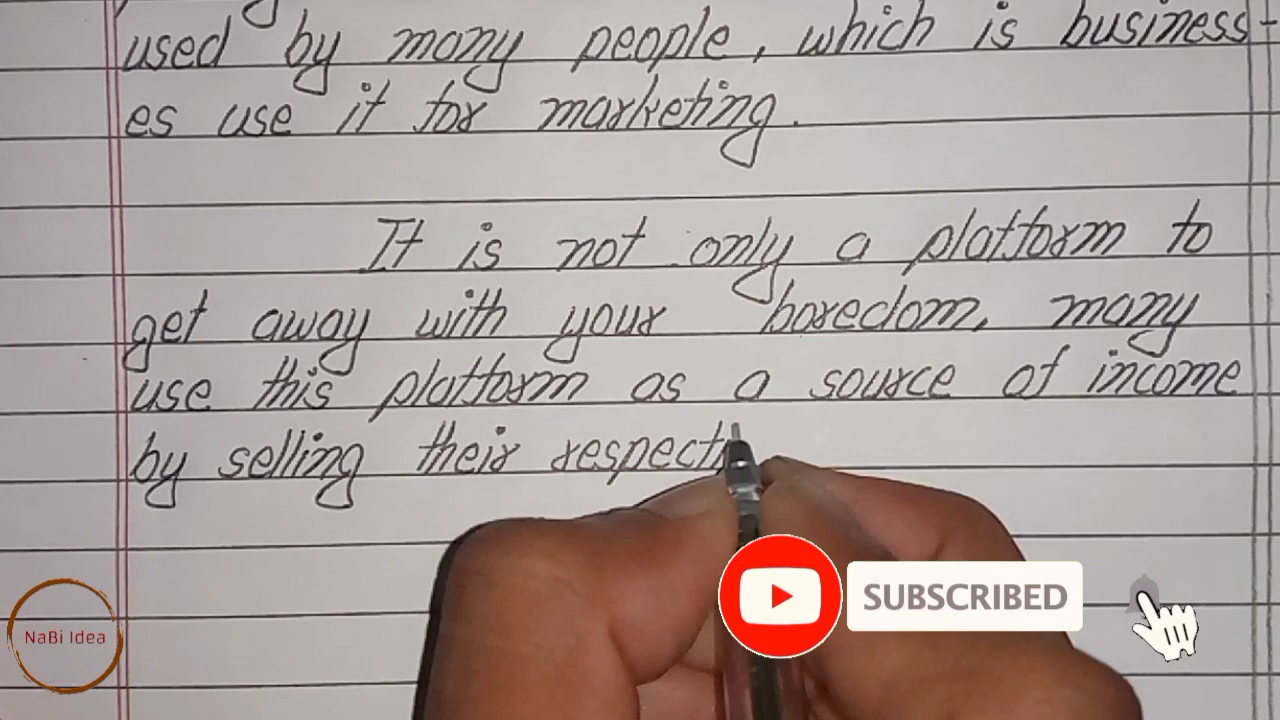 used by many people, which is business-
es use it for marketing.
It is not only a platform to
get away with your boredom, many
use this platform as a source of income
by selling their respecti
SUBSCRIBED
NaBi Idea